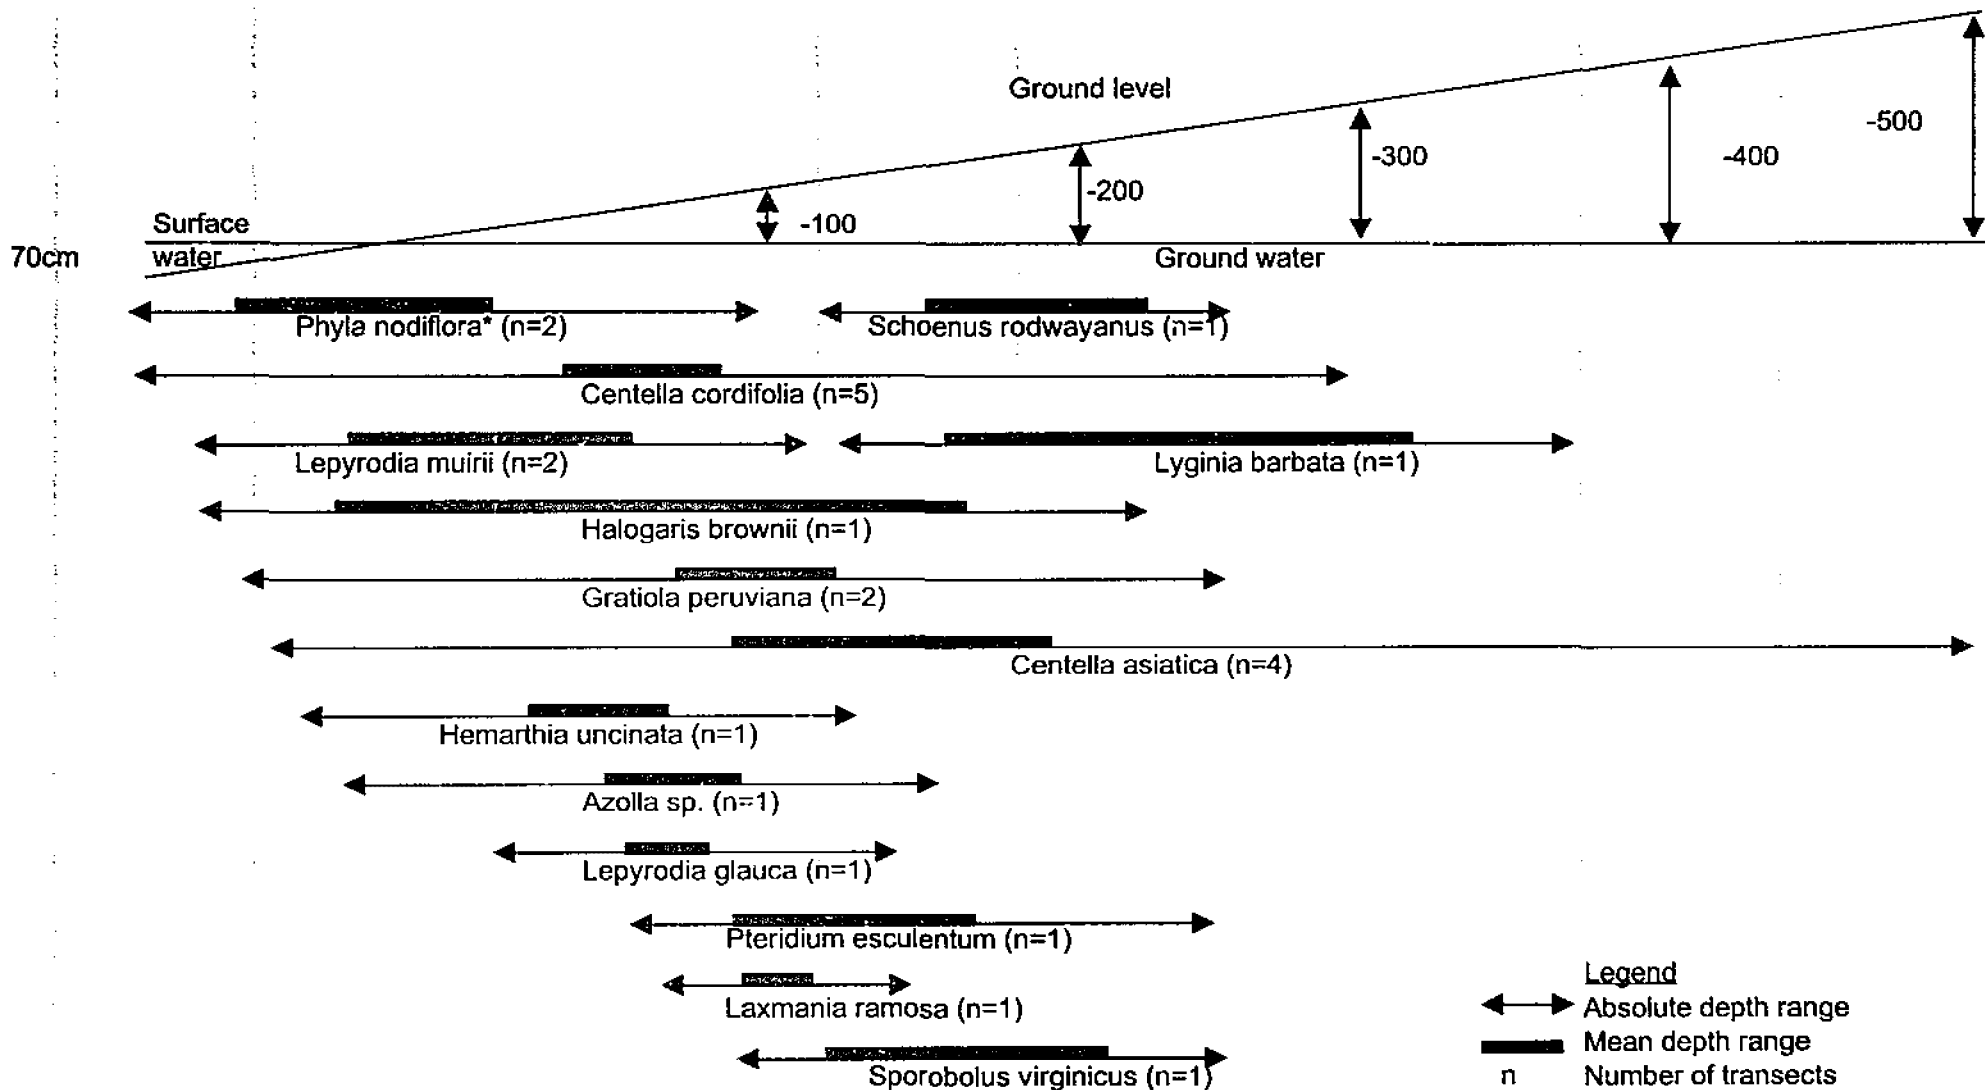 Ground level
-500
-400
-300
-200
-100
Surface
70cm water
Ground water
Phyla nodiflora* (n=2)
Schoenus rodwayanus (n=1)
Centella cordifolia (n=5)
Lepyrodia muirii (n=2)
Lyginia barbata (n=1)
Halogaris brownii (n=1)
Gratiola peruviana (n=2)
Centella asiatica (n=4)
Hemarthia uncinata (n=1)
Azolla sp. (n=1)
Lepyrodia glauca (n=1)
Pteridium esculentum (n=1)
Laxmania ramosa (n=1)
Sporobolus virginicus (n=1)
Legend
Absolute depth range
Mean depth range
n Number of transects